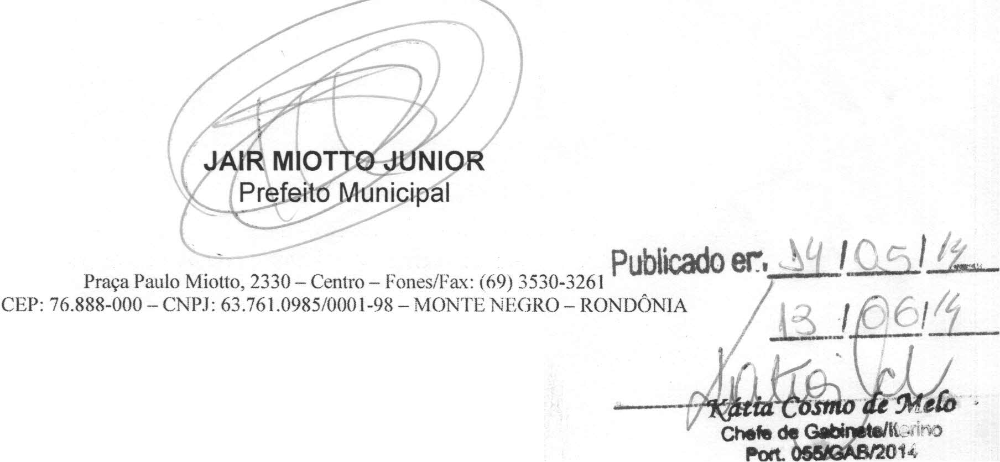 JAIR MIOTTO JUNIOR
Prefeito Municipal
Praça Paulo Miotto, 2330 – Centro – Fones/Fax: (69) 3530-3261
CEP: 76.888-000 – CNPJ: 63.761.0985/0001-98 – MONTE NEGRO – RONDÔNIA
Publicado em, 14/05/14
13/06/14
Kátia Cosmo de Melo
Chefe de Gabinete/
Port. 055/GAB/2014